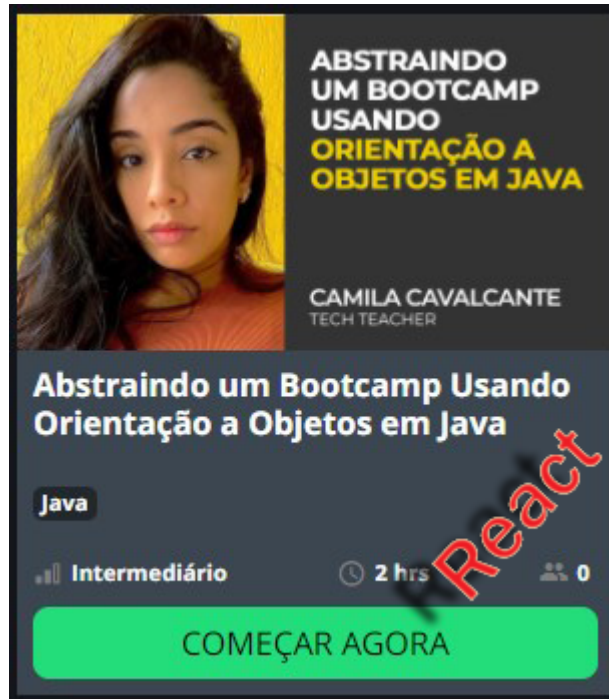 ABSTRAINDO
UM BOOTCAMP
USANDO
ORIENTAÇÃO A
OBJETOS EM JAVA
CAMILA CAVALCANTE
TECH TEACHER
Abstraindo um Bootcamp Usando
Orientação a Objetos em Java
Java
React
Intermediário 2 hrs 0
COMEÇAR AGORA